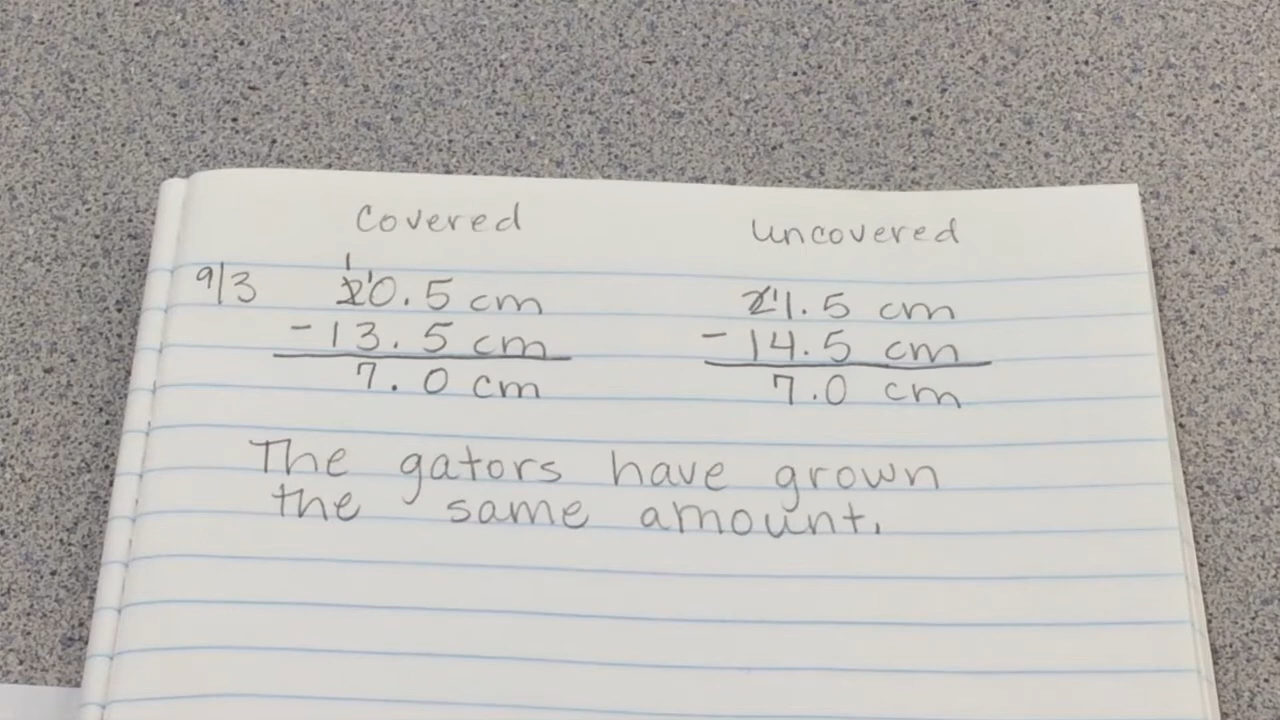 covered uncovered
9/3 20.5 cm 21.5 cm
-13.5 cm -14.5 cm
7.0 cm 7.0 cm
The gators have grown
the same amount.